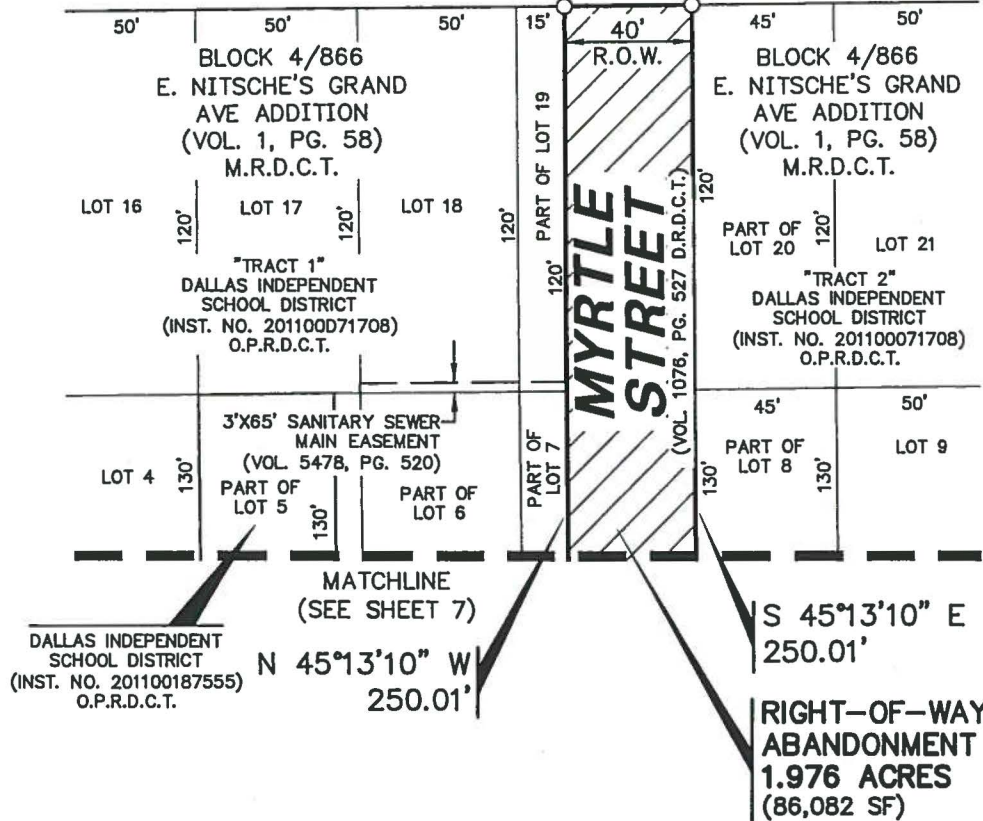 50'
50'
50'
15'
40'
R.O.W.
45'
50'
BLOCK 4/866
E. NITSCHE'S GRAND
AVE ADDITION
(VOL. 1, PG. 58)
M.R.D.C.T.
BLOCK 4/866
E. NITSCHE'S GRAND
AVE ADDITION
(VOL. 1, PG. 58)
M.R.D.C.T.
LOT 16
120'
LOT 17
120'
LOT 18
120'
PART OF LOT 19
120'
MYRTLE
STREET
(VOL. 1076, PG. 527 D.R.D.C.T.)
120'
PART OF
LOT 20
120'
LOT 21
"TRACT 1"
DALLAS INDEPENDENT
SCHOOL DISTRICT
(INST. NO. 201100D71708)
O.P.R.D.C.T.
"TRACT 2"
DALLAS INDEPENDENT
SCHOOL DISTRICT
(INST. NO. 201100071708)
O.P.R.D.C.T.
3'X65' SANITARY SEWER
MAIN EASEMENT
(VOL. 5478, PG. 520)
45'
50'
LOT 4
130'
PART OF
LOT 5
130'
PART OF
LOT 6
PART OF
LOT 7
130'
PART OF
LOT 8
130'
LOT 9
MATCHLINE
(SEE SHEET 7)
DALLAS INDEPENDENT
SCHOOL DISTRICT
(INST. NO. 201100187555)
O.P.R.D.C.T.
N 45°13'10" W
250.01'
S 45°13'10" E
250.01'
RIGHT-OF-WAY
ABANDONMENT
1.976 ACRES
(86,082 SF)